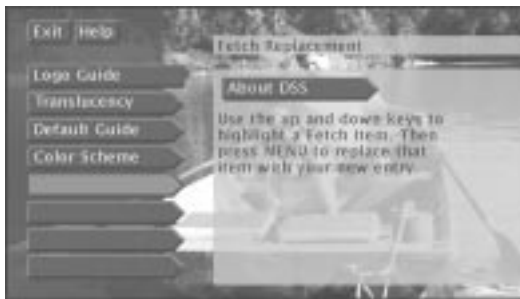 Exit Help
Fetch Replacement
Logo Guide
Translucency
Default Guide
Color Scheme
About DSS
Use the up and down keys to
highlight a Fetch Item. Then
press MENU to replace that
item with your new entry